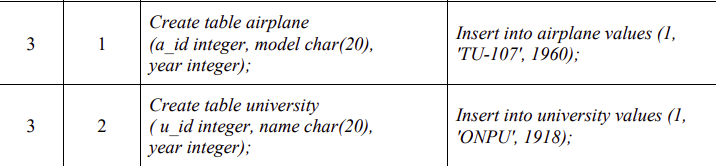 3 1 Create table airplane (a_id integer, model char(20), year integer); Insert into airplane values (1, 'TU-107', 1960);
3 2 Create table university ( u_id integer, name char(20), year integer); Insert into university values (1, 'ONPU', 1918);